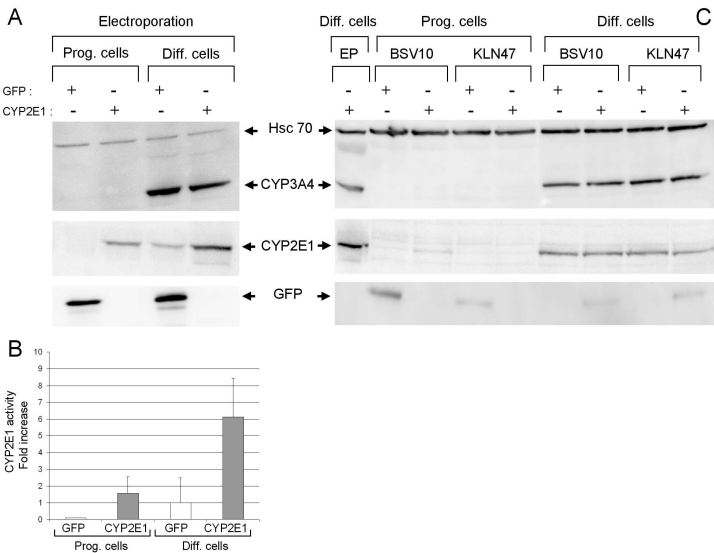 A
Electroporation
Prog. cells Diff. cells
GFP : + - + -
CYP2E1 : - + - +
Hsc 70
CYP3A4
CYP2E1
GFP
C
Diff. cells Prog. cells Diff. cells
EP BSV10 KLN47 BSV10 KLN47
- + - + - + - + -
+ - + - + - + - +
B
CYP2E1 activity
Fold increase
10
9
8
7
6
5
4
3
2
1
0
GFP CYP2E1 GFP CYP2E1
Prog. cells Diff. cells